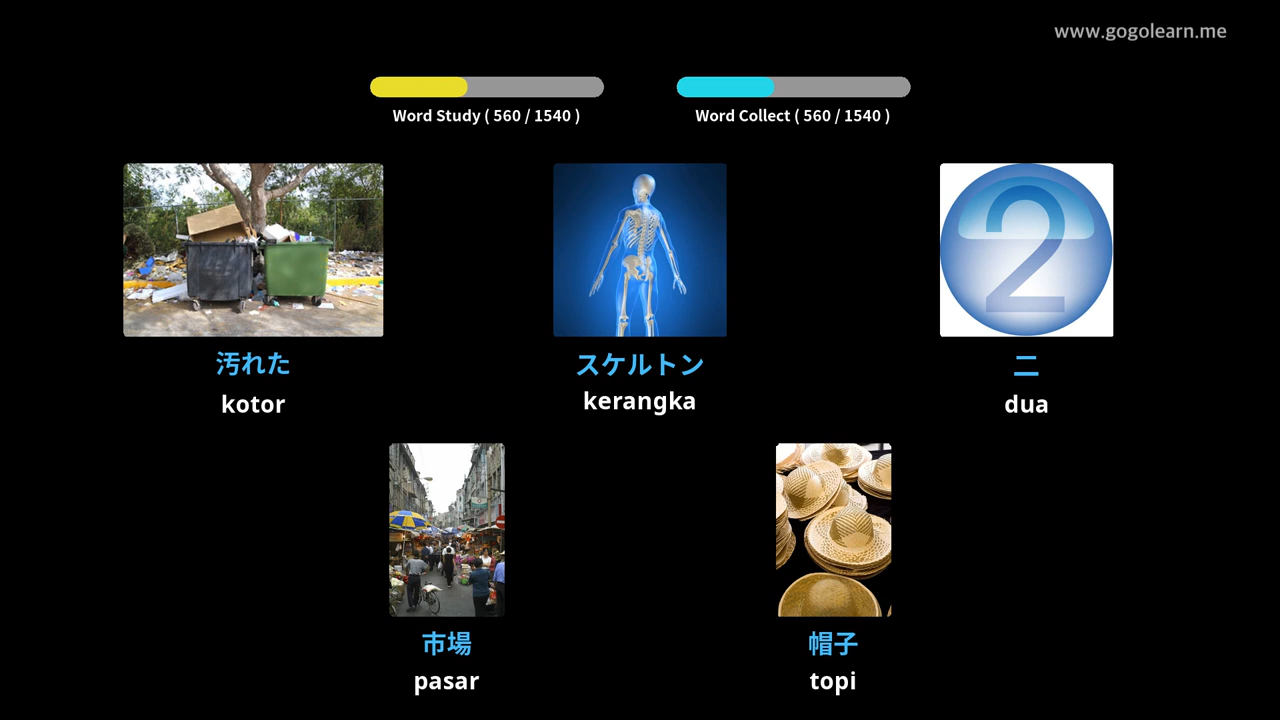 www.gogolearn.me
Word Study ( 560 / 1540 )
Word Collect ( 560 / 1540 )
2
汚れた
kotor
スケルトン
kerangka
二
dua
市場
pasar
帽子
topi